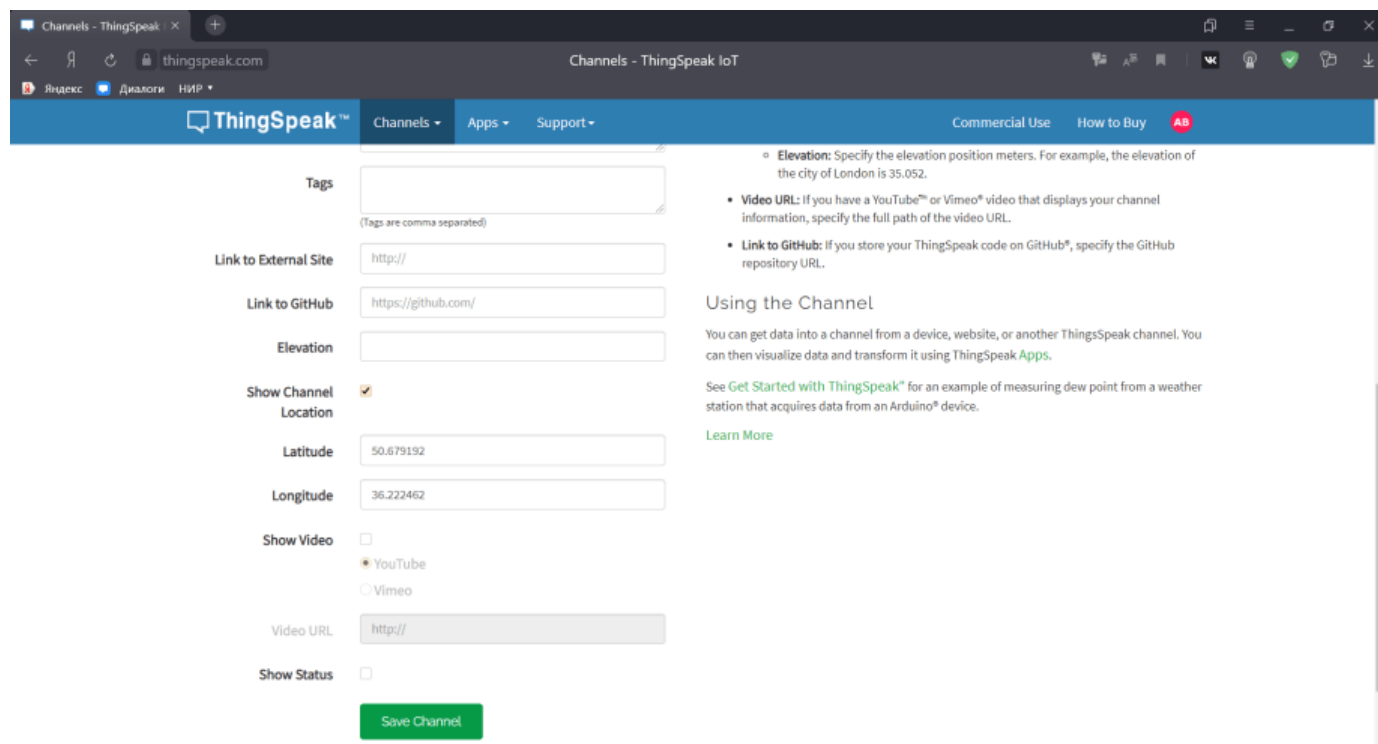 Channels - ThingSpeak I
thingspeak.com
Channels - ThingSpeak IoT
Яндекс
Диалоги
НИР
ThingSpeak™
Channels
Apps
Support
Commercial Use
How to Buy
AB
Tags
(Tags are comma separated)
Link to External Site
http://
Link to GitHub
https://github.com/
Elevation
Show Channel
Location
Latitude
50.679192
Longitude
36.222462
Show Video
YouTube
Vimeo
Video URL
http://
Show Status
Save Channel
Elevation: Specify the elevation position meters. For example, the elevation of
the city of London is 35.052.
Video URL: If you have a YouTube™ or Vimeo® video that displays your channel
information, specify the full path of the video URL.
Link to GitHub: If you store your ThingSpeak code on GitHub®, specify the GitHub
repository URL.
Using the Channel
You can get data into a channel from a device, website, or another ThingsSpeak channel. You
can then visualize data and transform it using ThingSpeak Apps.
See Get Started with ThingSpeak™ for an example of measuring dew point from a weather
station that acquires data from an Arduino® device.
Learn More